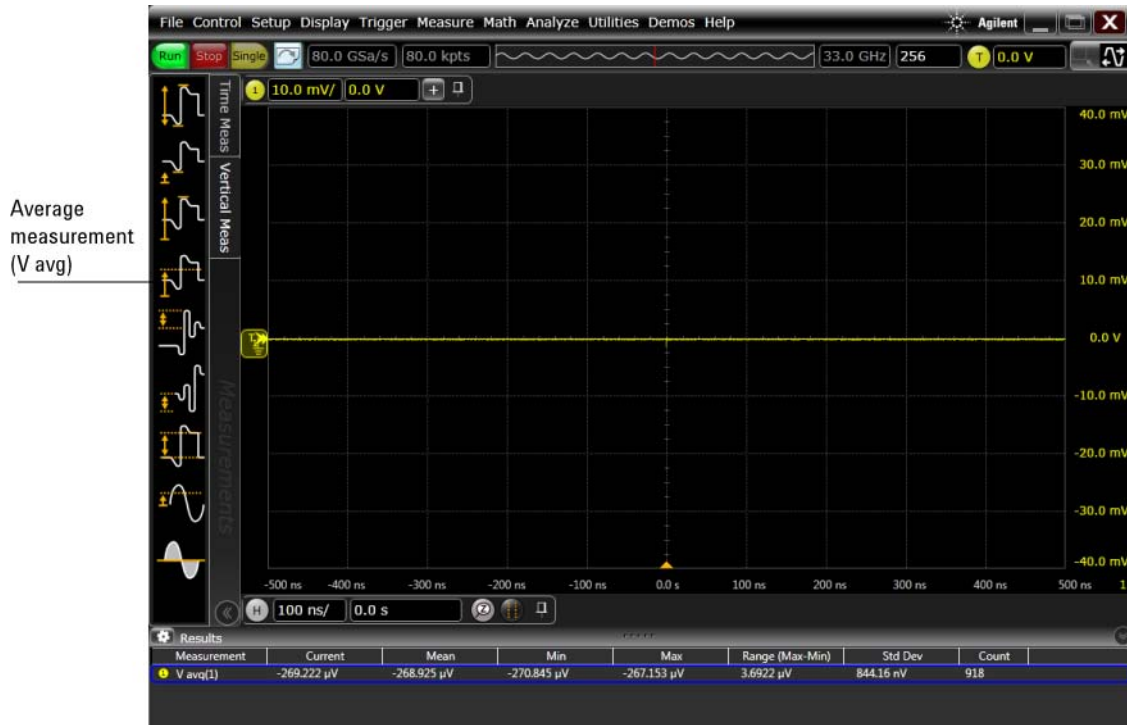 File Control Setup Display Trigger Measure Math Analyze Utilities Demos Help Agilent
Run Stop Single 80.0 GSa/s 80.0 kpts 33.0 GHz 256 T 0.0 V
1 10.0 mV/ 0.0 V +
Time Meas
Vertical Meas
Measurements
Average
measurement
(V avg)
40.0 mV
30.0 mV
20.0 mV
10.0 mV
0.0 V
-10.0 mV
-20.0 mV
-30.0 mV
-40.0 mV
-500 ns -400 ns -300 ns -200 ns -100 ns 0.0 s 100 ns 200 ns 300 ns 400 ns 500 ns 1
H 100 ns/ 0.0 s Z
Results
Measurement Current Mean Min Max Range (Max-Min) Std Dev Count
1 V avg(1) -269.222 µV -268.925 µV -270.845 µV -267.153 µV 3.6922 µV 844.16 nV 918